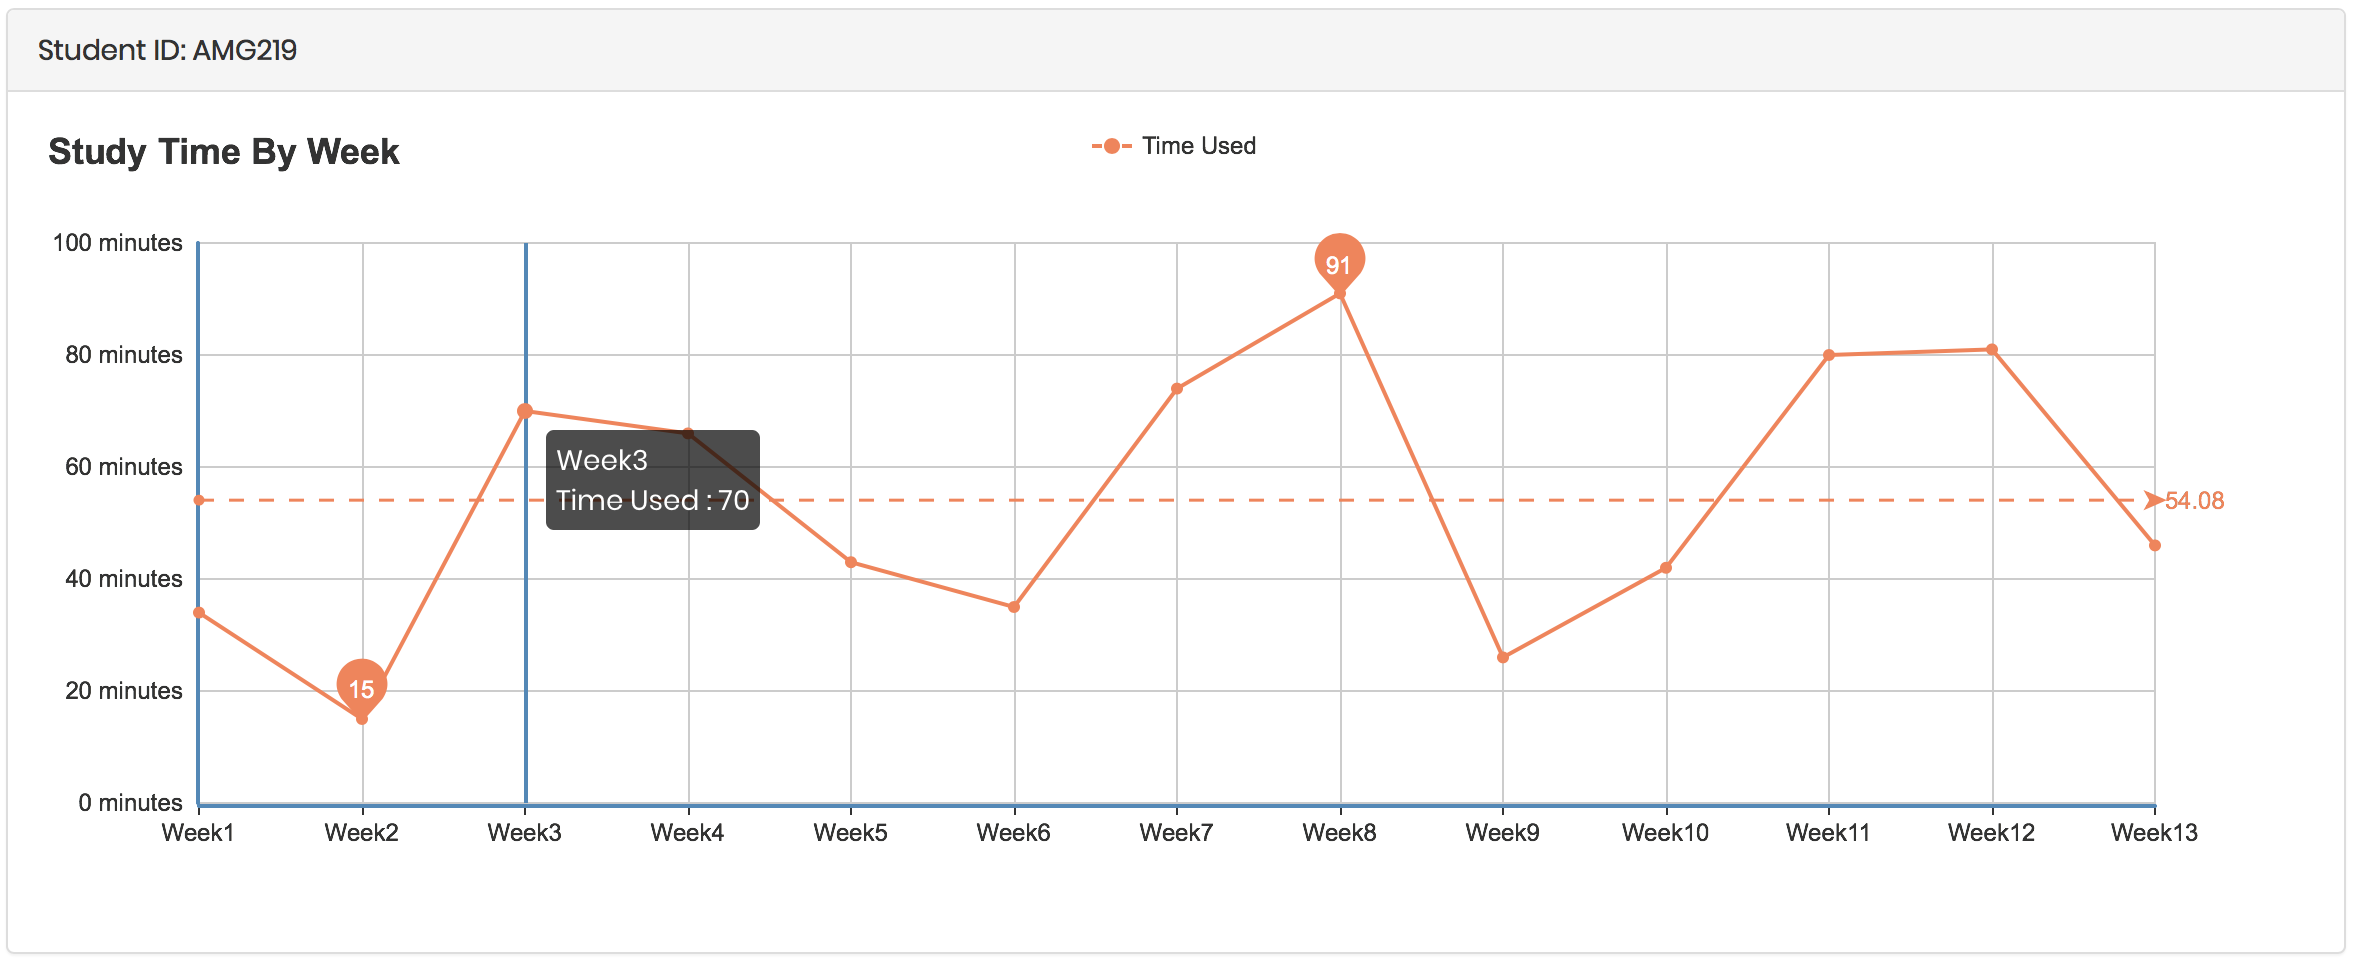 Student ID: AMG219
Study Time By Week
Time Used
100 minutes
91
80 minutes
60 minutes
Week3
Time Used : 70
54.08
40 minutes
20 minutes
15
0 minutes
Week1 Week2 Week3 Week4 Week5 Week6 Week7 Week8 Week9 Week10 Week11 Week12 Week13